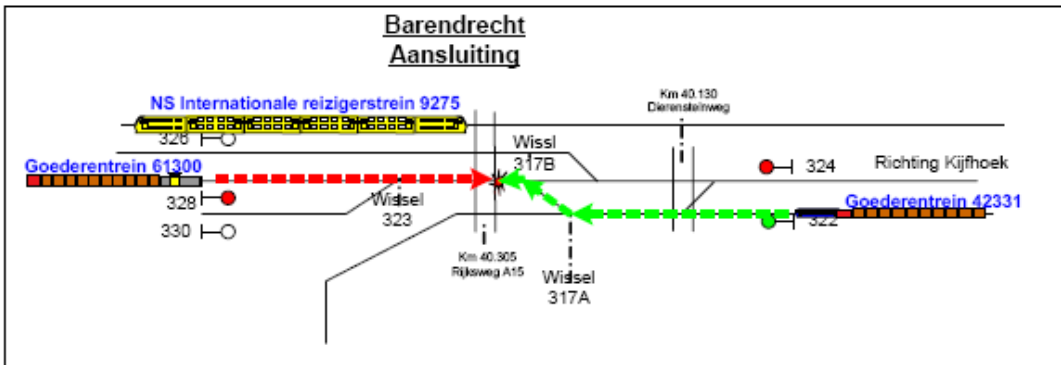 Barendrecht
Aansluiting
NS Internationale reizigerstrein 9275
Km 40.130
Dierensteinweg
326
Wissl
317B
Goederentrein 61300
324
Richting Kijfhoek
328
Wissel
323
Goederentrein 42331
322
330
Km 40.305
Rijksweg A15
Wissel
317A